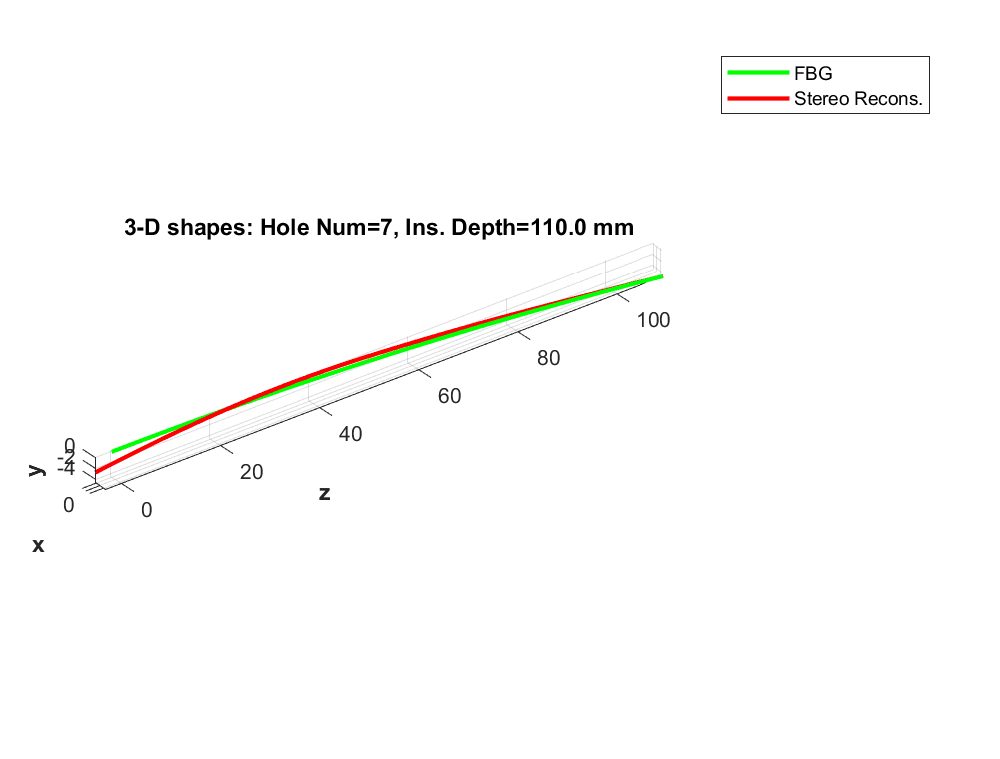 FBG
Stereo Recons.
3-D shapes: Hole Num=7, Ins. Depth=110.0 mm
100
80
60
40
20
0
z
0
-2
-4
y
0
x